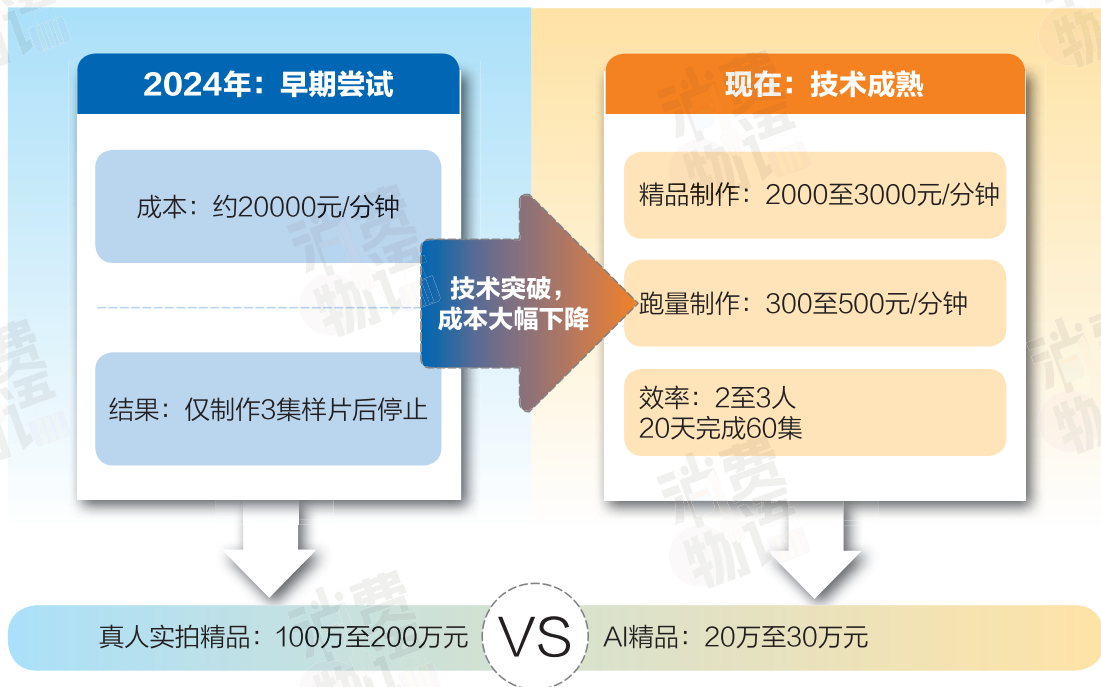 2024年：早期尝试
成本：约20000元/分钟
结果：仅制作3集样片后停止
技术突破，
成本大幅下降
现在：技术成熟
精品制作：2000至3000元/分钟
跑量制作：300至500元/分钟
效率：2至3人
20天完成60集
真人实拍精品：100万至200万元
VS
AI精品：20万至30万元